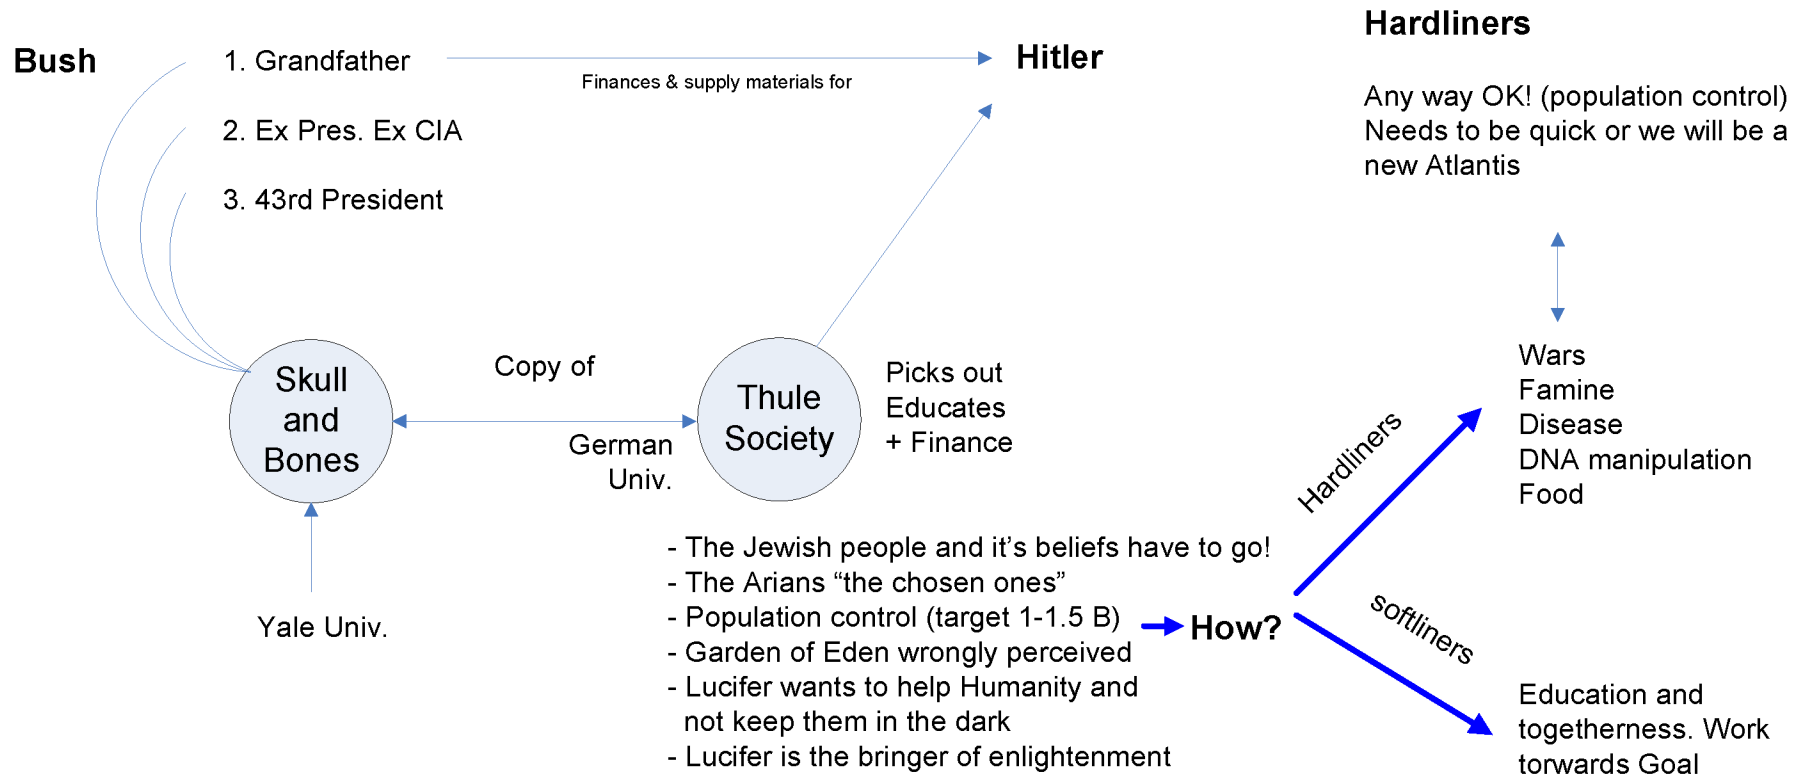 Bush
1. Grandfather
2. Ex Pres. Ex CIA
3. 43rd President
Finances & supply materials for
Hitler
Hardliners
Any way OK! (population control)
Needs to be quick or we will be a
new Atlantis
Skull
and
Bones
Copy of
German
Univ.
Thule
Society
Picks out
Educates
+ Finance
Yale Univ.
- The Jewish people and it’s beliefs have to go!
- The Arians “the chosen ones”
- Population control (target 1-1.5 B)
- Garden of Eden wrongly perceived
- Lucifer wants to help Humanity and
not keep them in the dark
- Lucifer is the bringer of enlightenment
How?
Hardliners
Wars
Famine
Disease
DNA manipulation
Food
softliners
Education and
togetherness. Work
torwards Goal